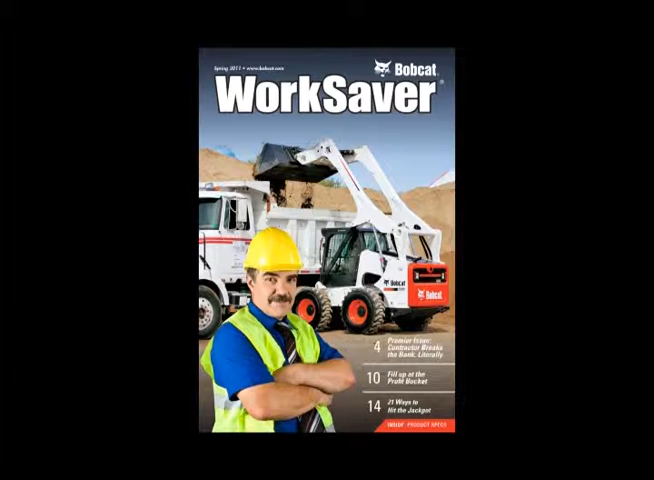 Spring 2011 • www.bobcat.com
Bobcat
WorkSaver®
Bobcat
Bobcat
4 Premier Issue:
Contractor Breaks
the Bank. Literally
10 Fill up at the
Profit Bucket
14 21 Ways to
Hit the Jackpot
INSIDE PRODUCT SPECS